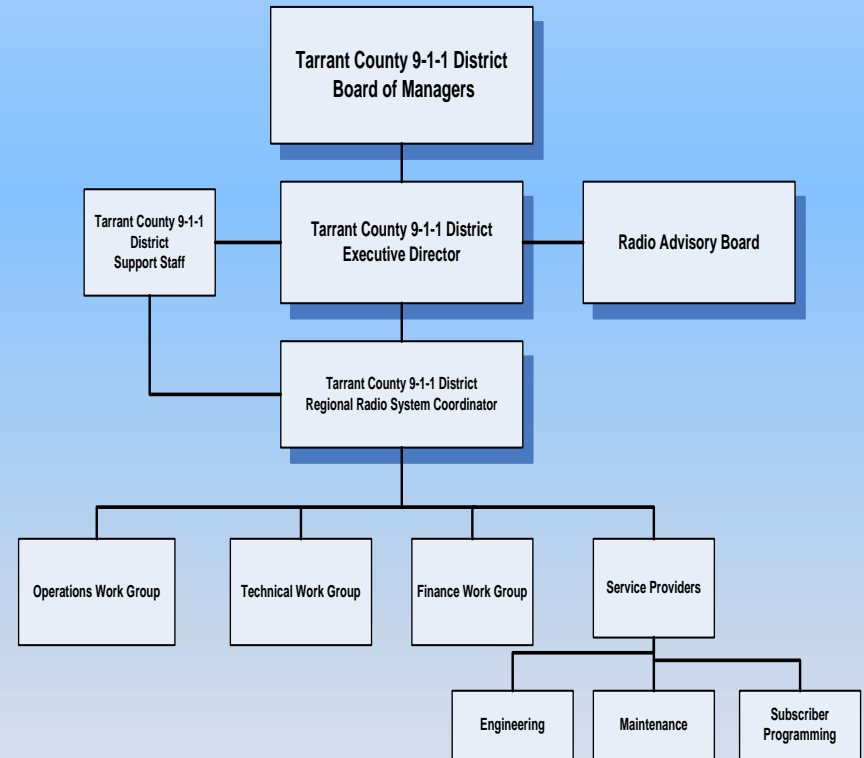 Tarrant County 9-1-1 District
Board of Managers
Tarrant County 9-1-1
District
Support Staff
Tarrant County 9-1-1 District
Executive Director
Radio Advisory Board
Tarrant County 9-1-1 District
Regional Radio System Coordinator
Operations Work Group
Technical Work Group
Finance Work Group
Service Providers
Engineering
Maintenance
Subscriber
Programming